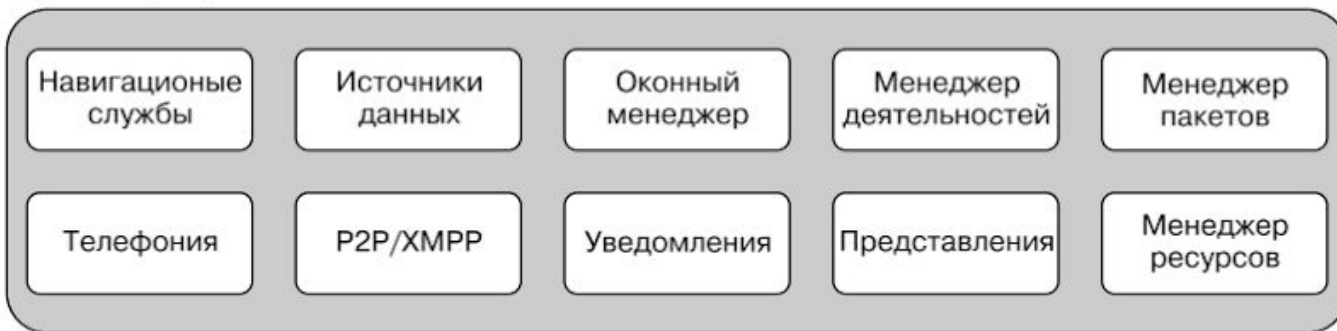 Навигационые
службы
Источники
данных
Оконный
менеджер
Менеджер
деятельностей
Менеджер
пакетов
Телефония
P2P/XMPP
Уведомления
Представления
Менеджер
ресурсов